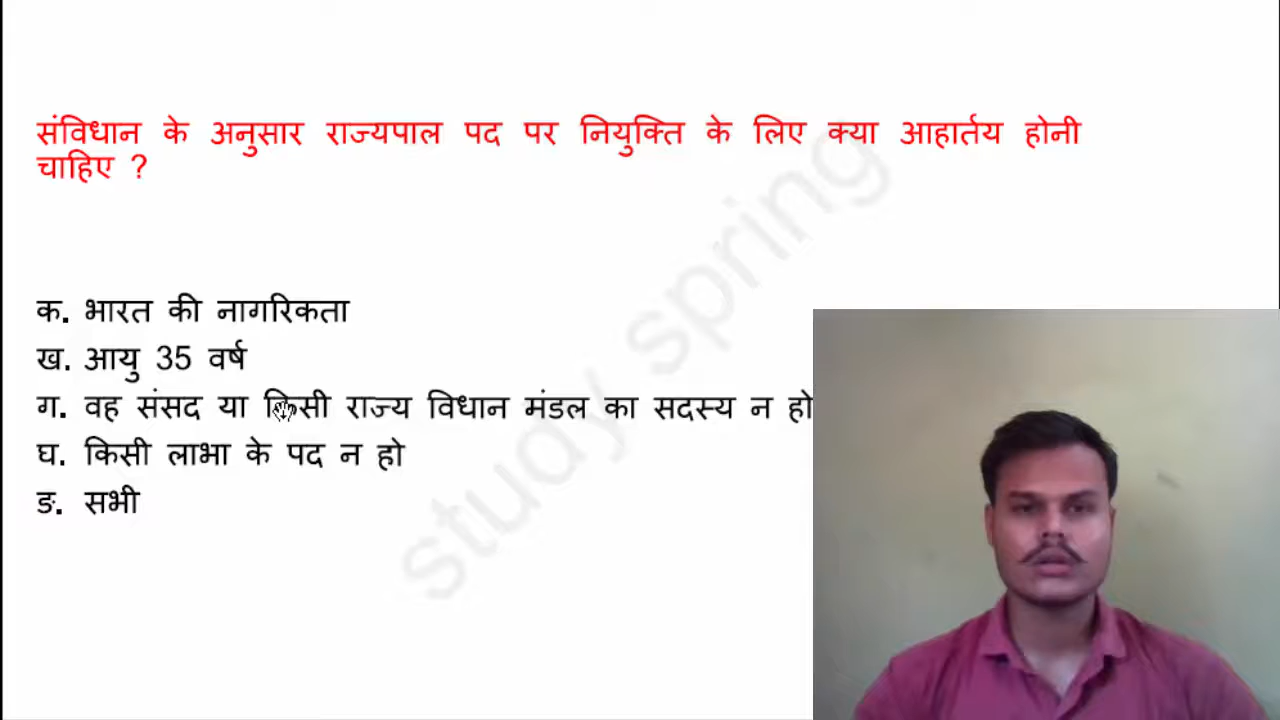 संविधान के अनुसार राज्यपाल पद पर नियुक्ति के लिए क्या आहार्तय होनी
चाहिए ?
क. भारत की नागरिकता
ख. आयु 35 वर्ष
ग. वह संसद या किसी राज्य विधान मंडल का सदस्य न हो
घ. किसी लाभा के पद न हो
ङ. सभी
study spring